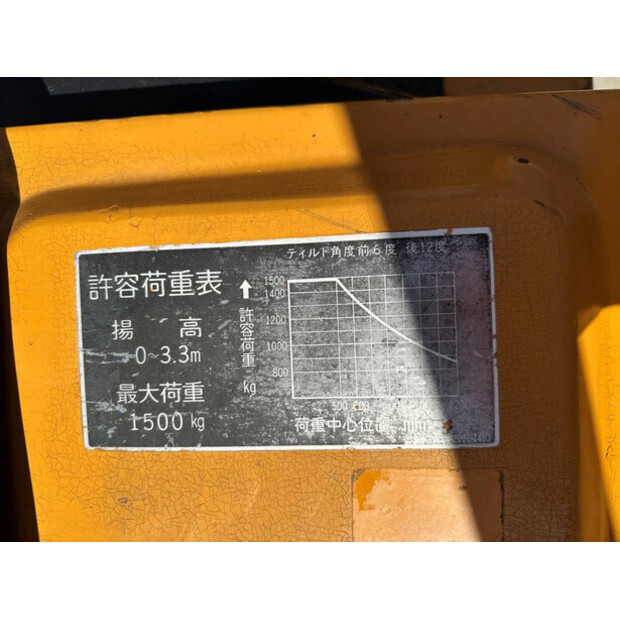 ティルト角度前6度 後12度
許容荷重表
揚 高
0~3.3m
最大荷重
1500kg
↑許容荷重 kg
1500
1400
1200
1000
800
500
荷重中心位置 mm →